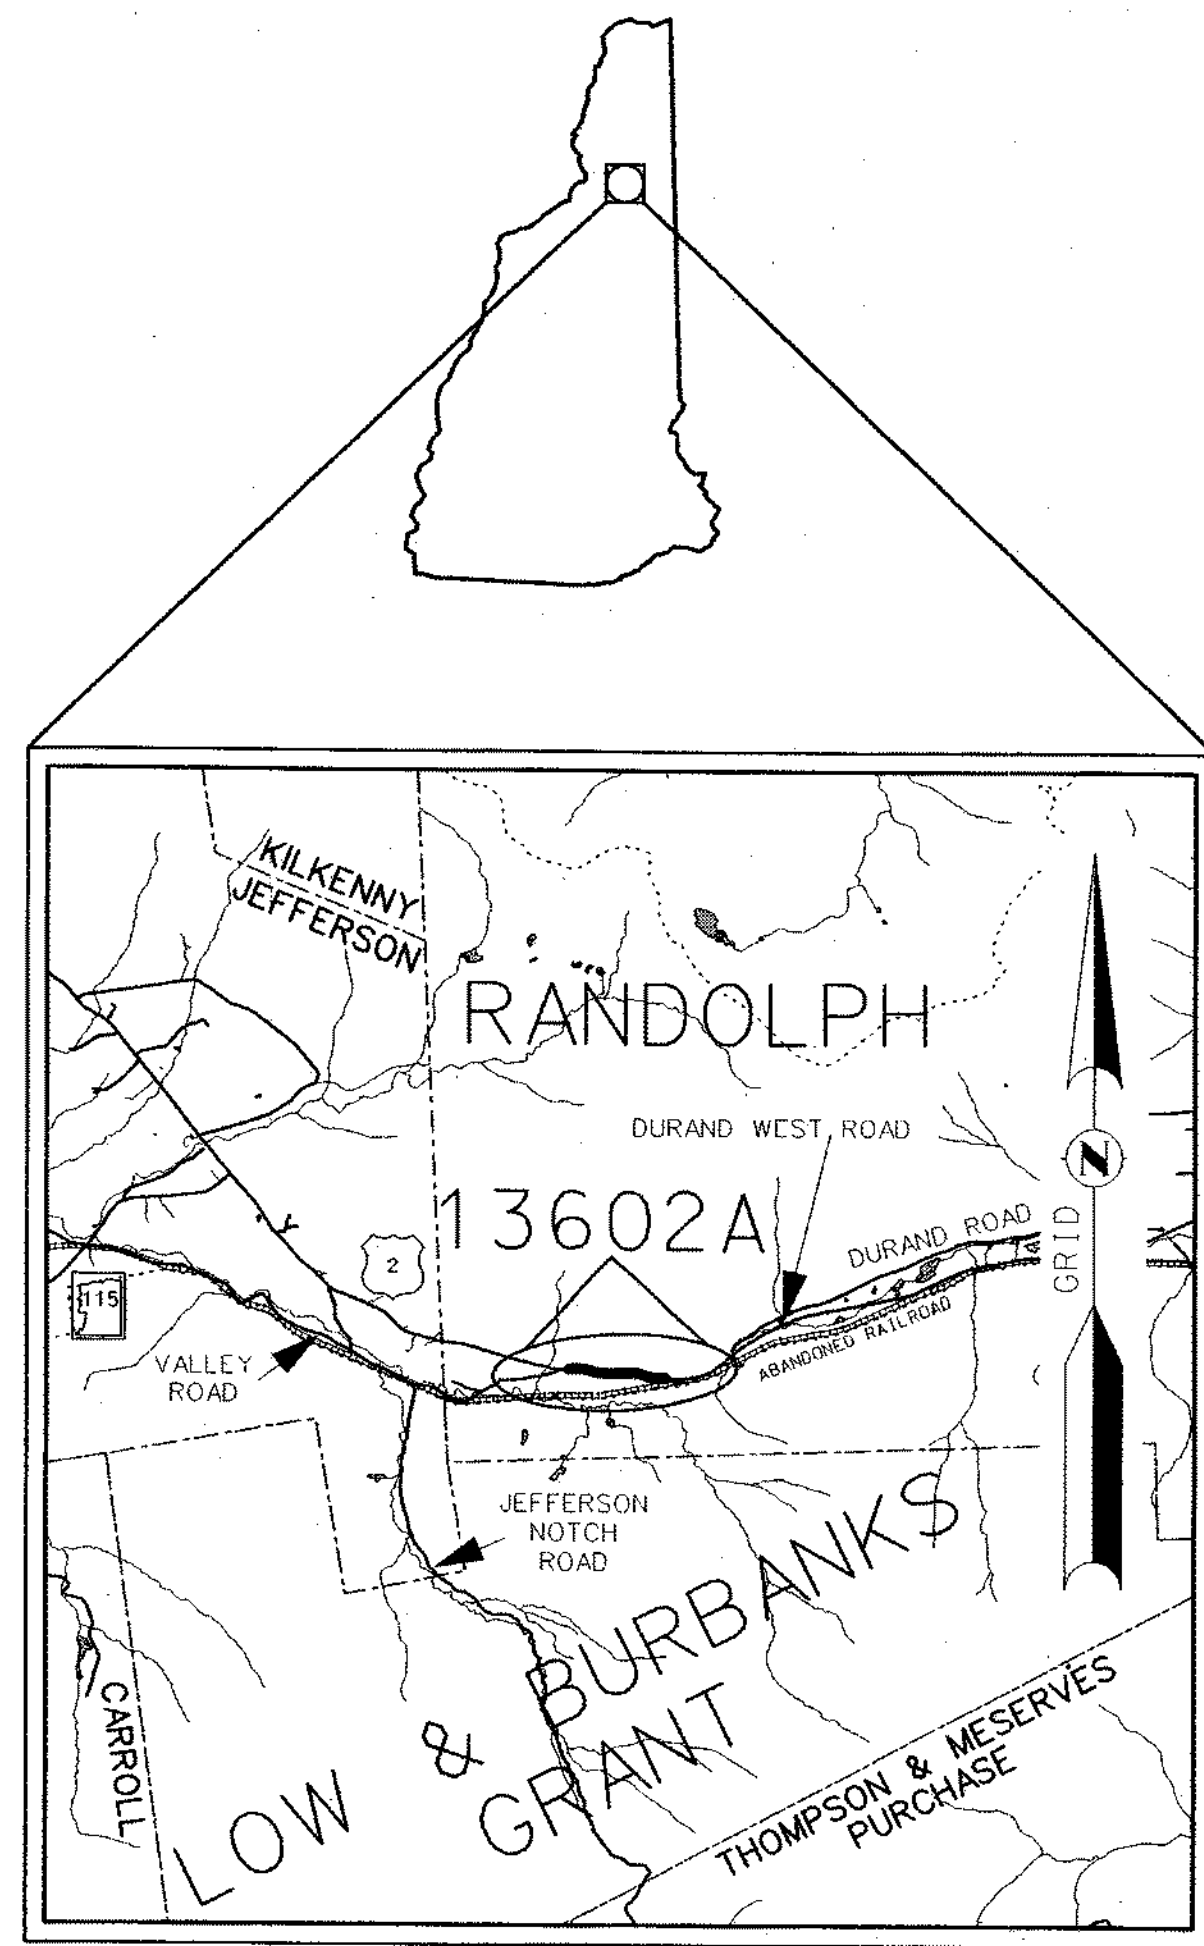 KILKENNY
JEFFERSON
RANDOLPH
DURAND WEST ROAD
N
13602A
DURAND ROAD
GRID
2
115
ABANDONED RAILROAD
VALLEY
ROAD
JEFFERSON
NOTCH
ROAD
LOW & BURBANKS
GRANT
CARROLL
THOMPSON & MESERVES
PURCHASE